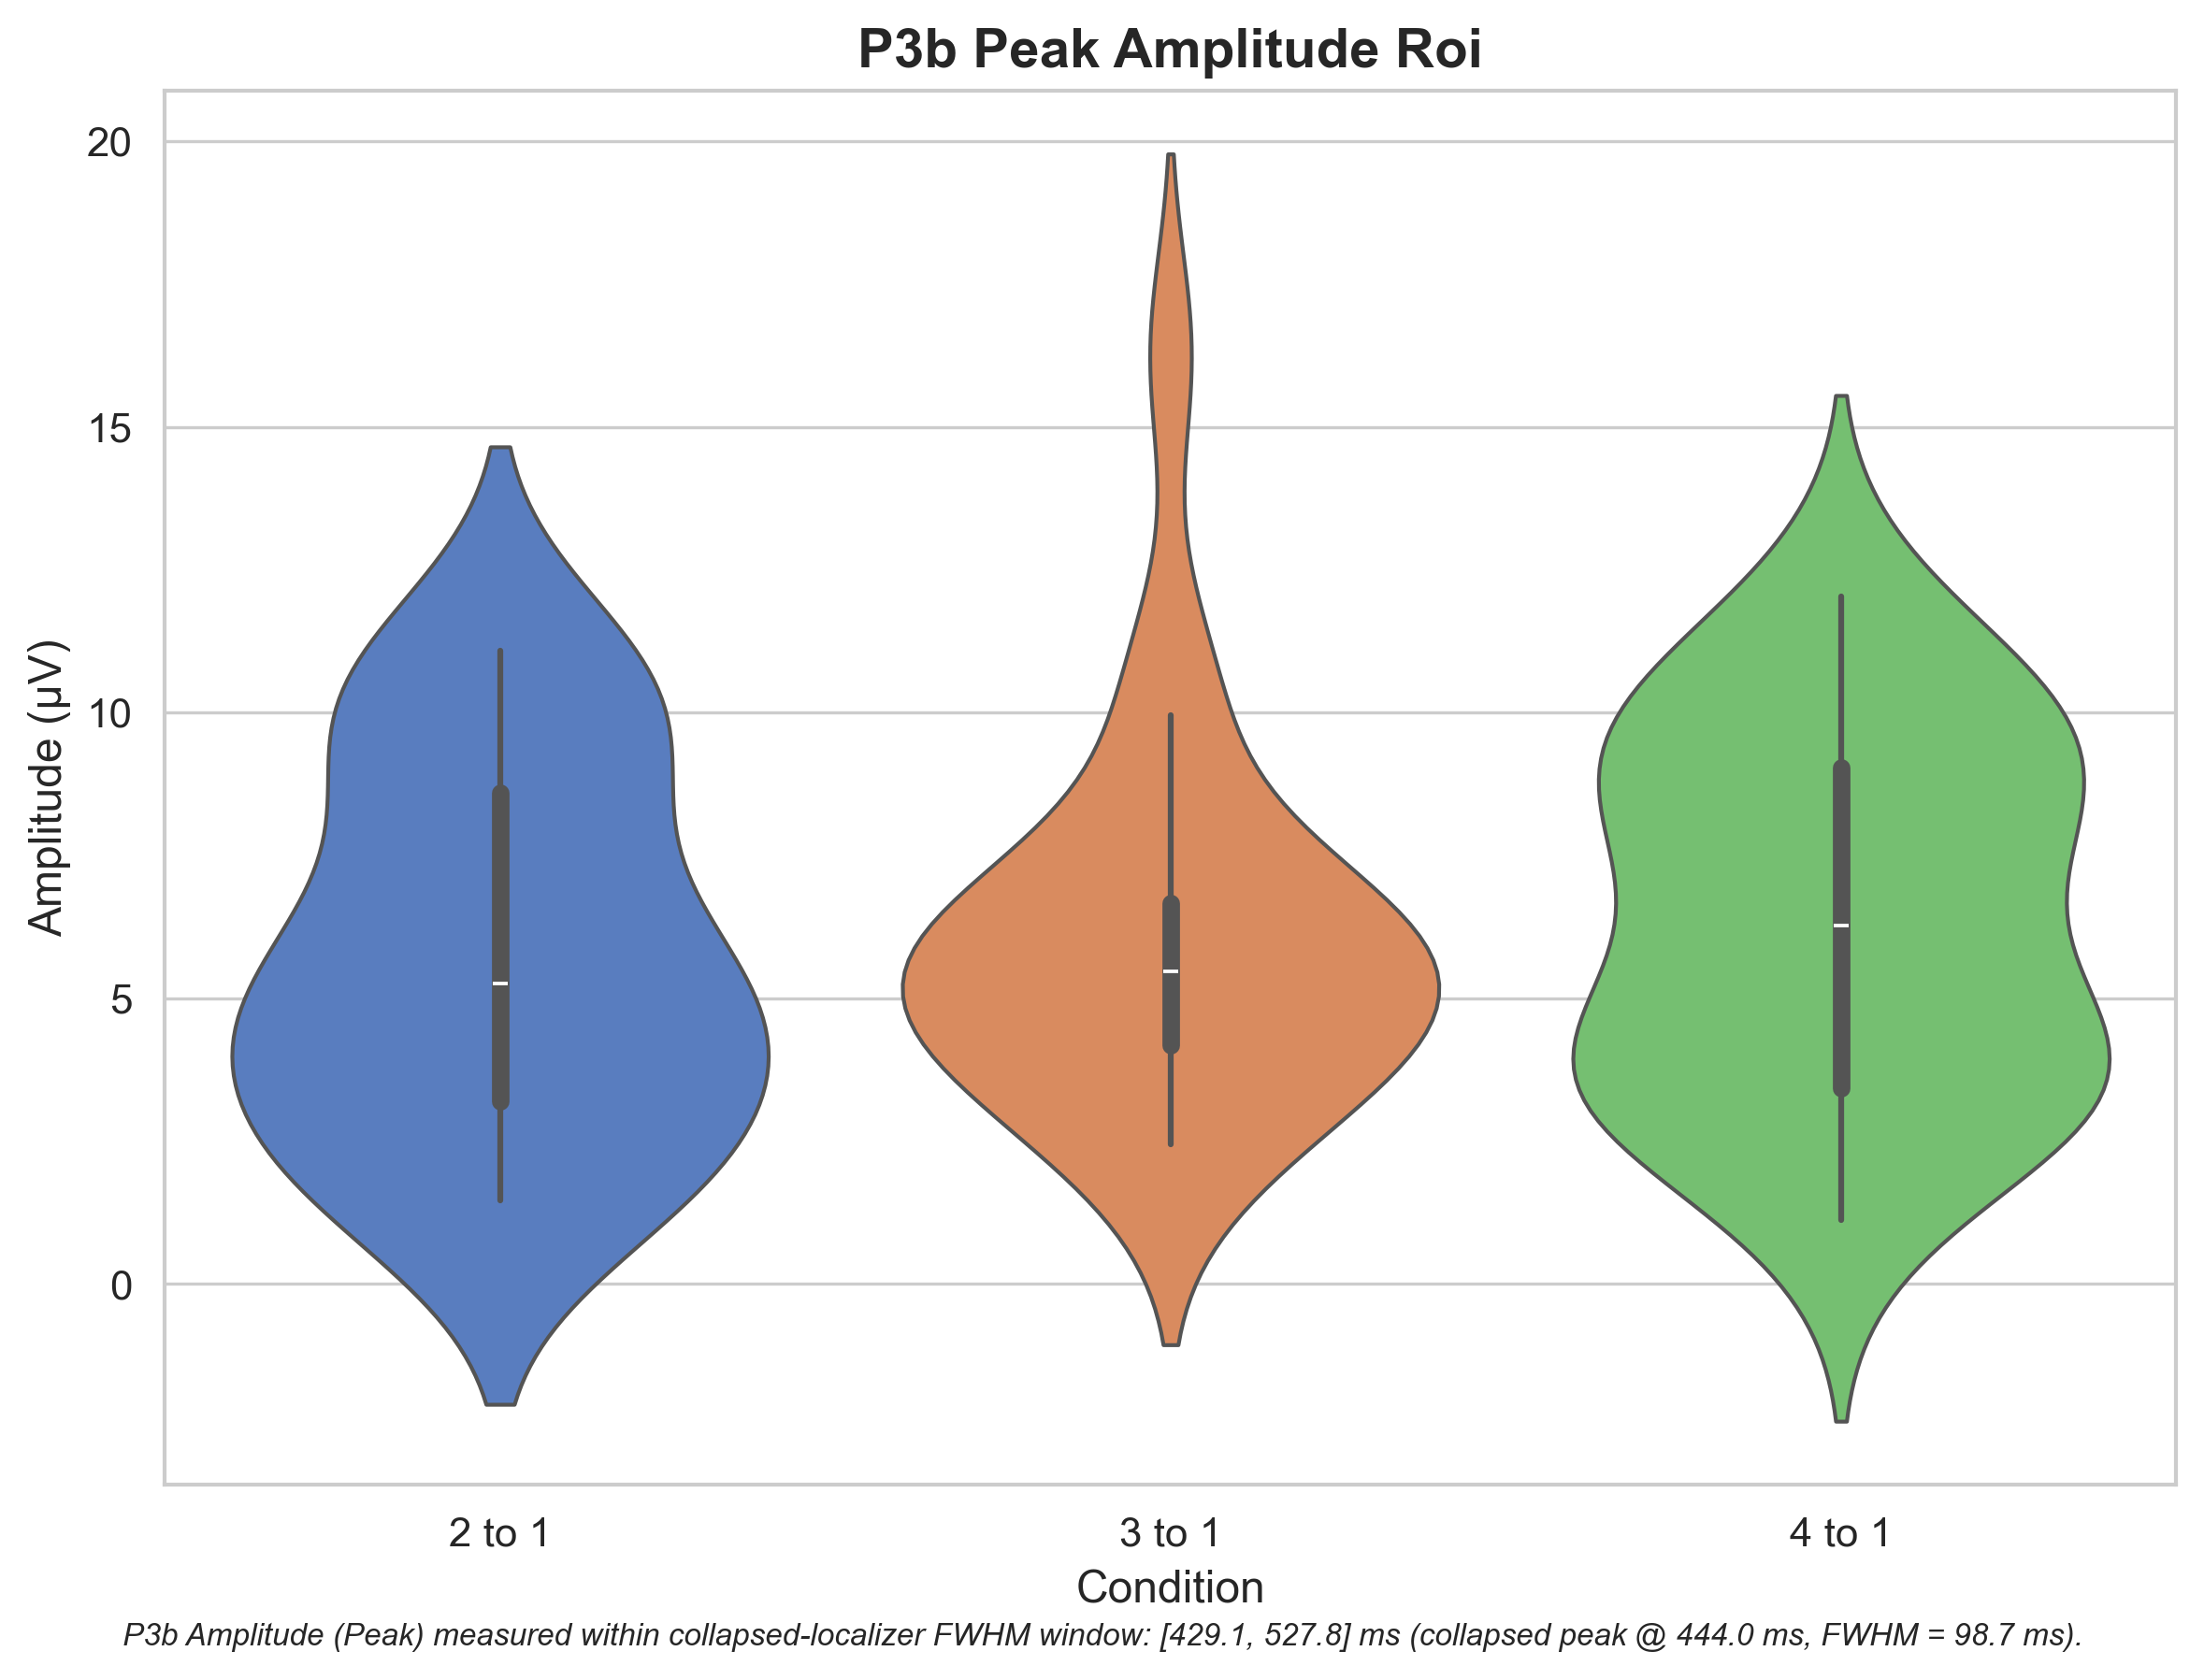 P3b Peak Amplitude Roi
20
15
10
5
0
Amplitude (µV)
2 to 1
3 to 1
4 to 1
Condition
P3b Amplitude (Peak) measured within collapsed-localizer FWHM window: [429.1, 527.8] ms (collapsed peak @ 444.0 ms, FWHM = 98.7 ms).